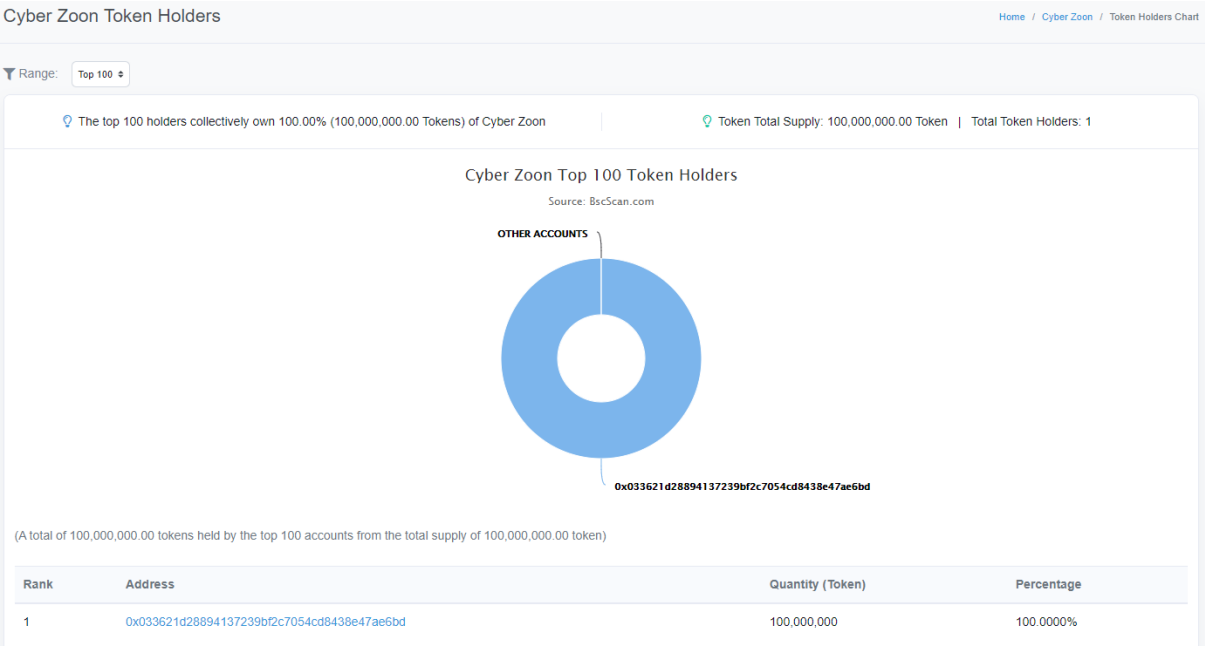 Cyber Zoon Token Holders
Home / Cyber Zoon / Token Holders Chart
Range: Top 100
The top 100 holders collectively own 100.00% (100,000,000.00 Tokens) of Cyber Zoon
Token Total Supply: 100,000,000.00 Token | Total Token Holders: 1
Cyber Zoon Top 100 Token Holders
Source: BscScan.com
OTHER ACCOUNTS
0x033621d28894137239bf2c7054cd8438e47ae6bd
(A total of 100,000,000.00 tokens held by the top 100 accounts from the total supply of 100,000,000.00 token)
Rank Address Quantity (Token) Percentage
1 0x033621d28894137239bf2c7054cd8438e47ae6bd 100,000,000 100.0000%